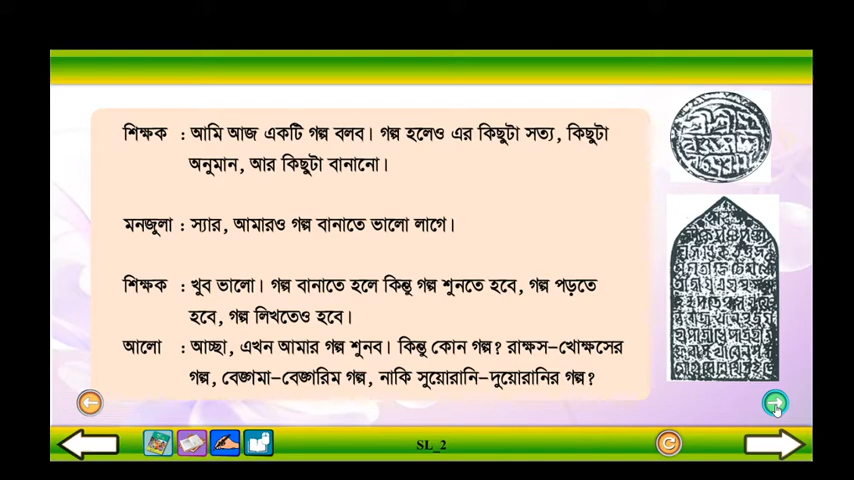 শিক্ষক : আমি আজ একটি গল্প বলব। গল্প হলেও এর কিছুটা সত্য, কিছুটা
অনুমান, আর কিছুটা বানানো।
মনজুলা : স্যার, আমারও গল্প বানাতে ভালো লাগে।
শিক্ষক : খুব ভালো। গল্প বানাতে হলে কিন্তু গল্প শুনতে হবে, গল্প পড়তে
হবে, গল্প লিখতেও হবে।
আলো : আচ্ছা, এখন আমার গল্প শুনব। কিন্তু কোন গল্প? রাক্ষস-খোক্ষসের
গল্প, বেঙ্গমা-বেঙ্গারিম গল্প, নাকি সুয়োরানি-দুয়োরানির গল্প?
SL_2